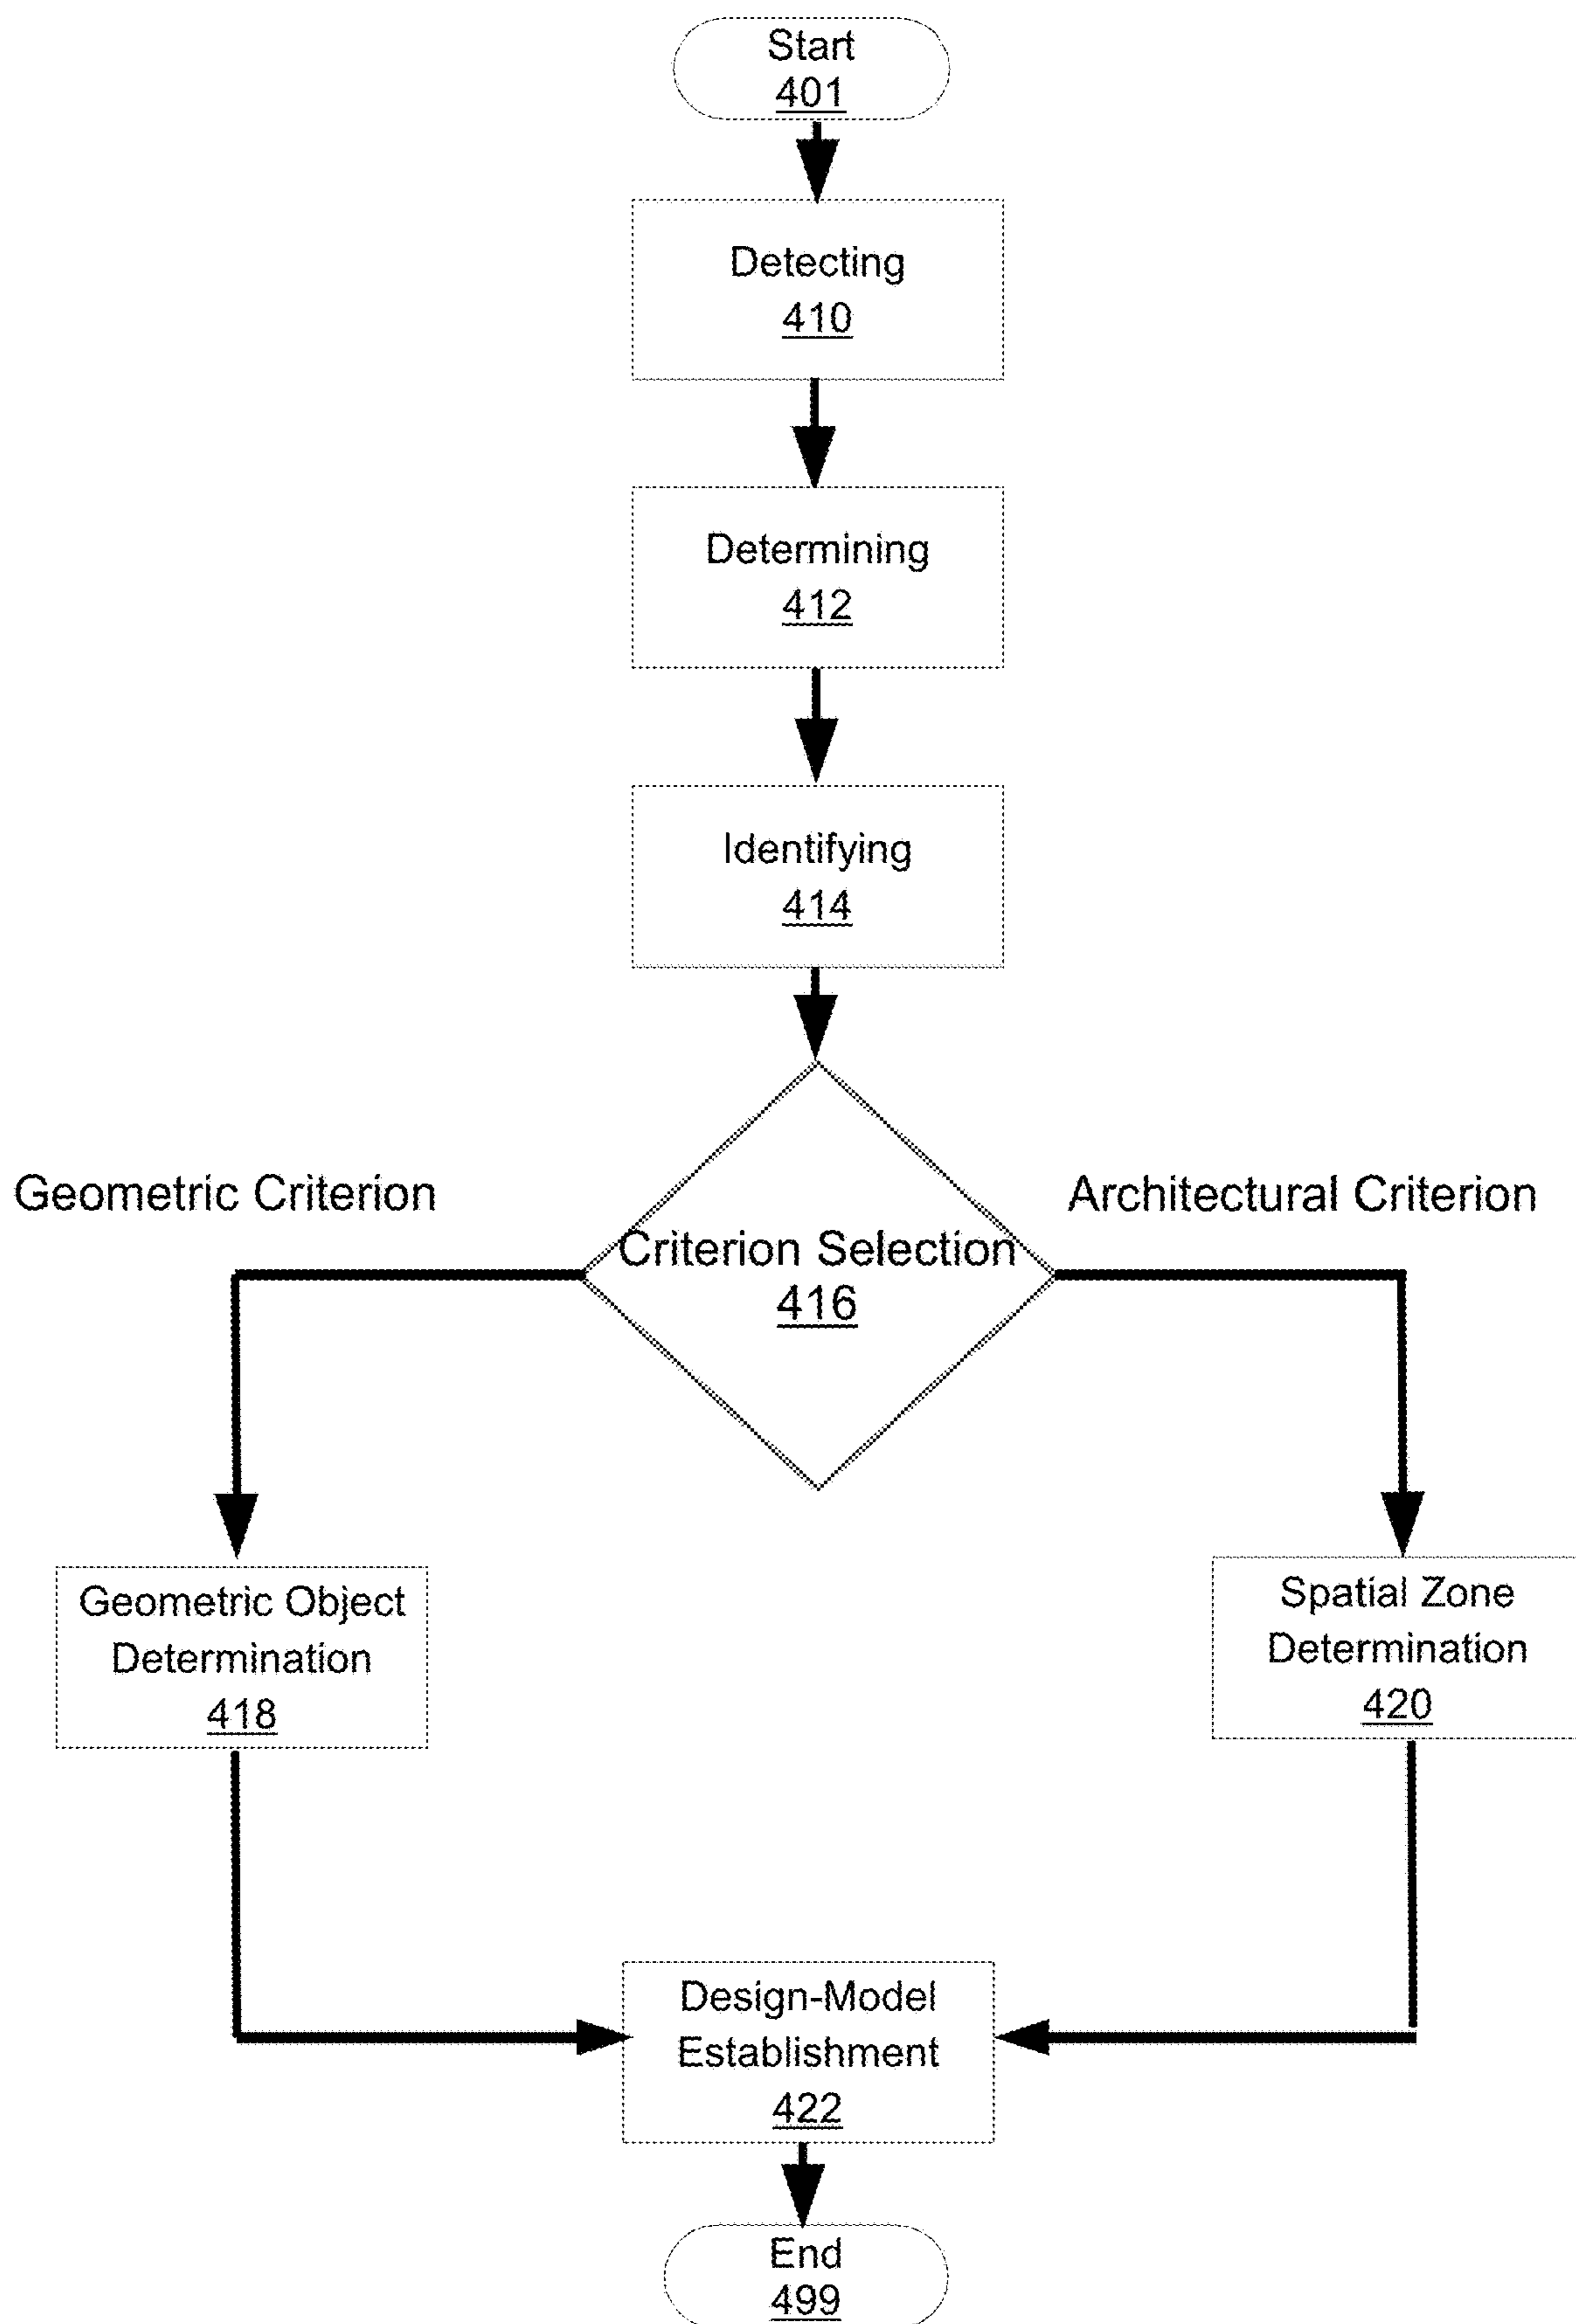 Start
401
Detecting
410
Determining
412
Identifying
414
Geometric Criterion
Architectural Criterion
Criterion Selection
416
Geometric Object
Determination
418
Spatial Zone
Determination
420
Design-Model
Establishment
422
End
499